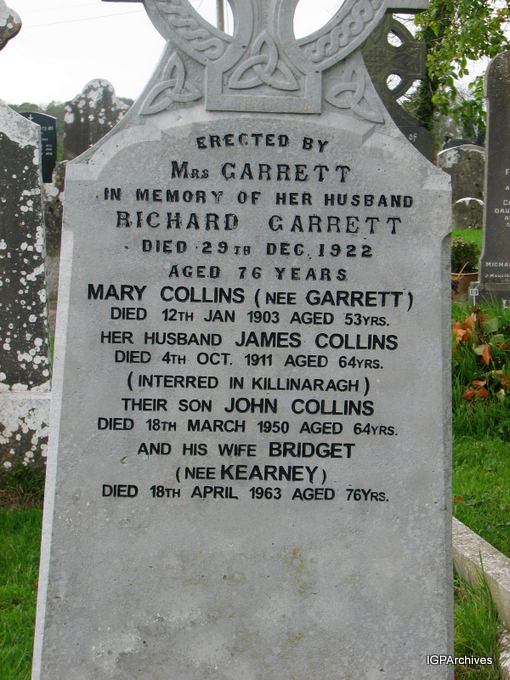 ERECTED BY
MRS GARRETT
IN MEMORY OF HER HUSBAND
RICHARD GARRETT
DIED 29TH DEC. 1922
AGED 76 YEARS
MARY COLLINS (NEE GARRETT)
DIED 12TH JAN 1903 AGED 53YRS.
HER HUSBAND JAMES COLLINS
DIED 4TH OCT. 1911 AGED 64YRS.
(INTERRED IN KILLINARAGH)
THEIR SON JOHN COLLINS
DIED 18TH MARCH 1950 AGED 64YRS.
AND HIS WIFE BRIDGET
(NEE KEARNEY)
DIED 18TH APRIL 1963 AGED 76YRS.
OF
IGPArchives